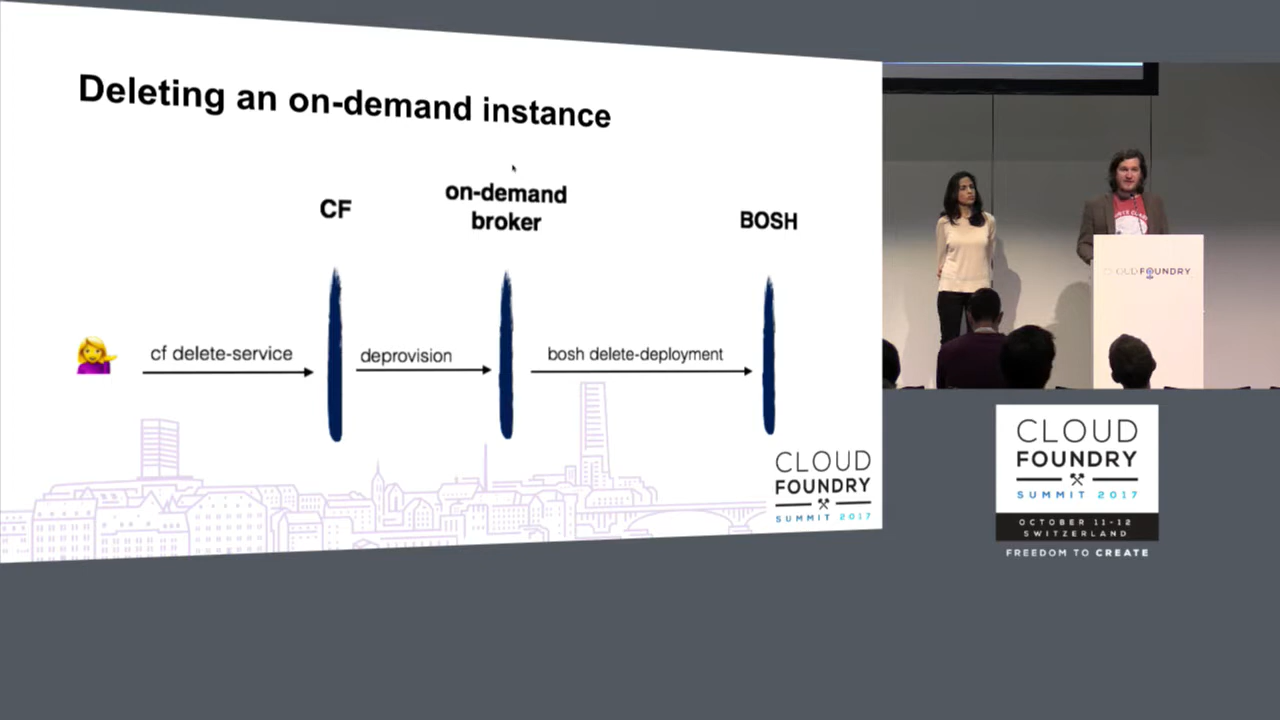 Deleting an on-demand instance
CF
on-demand
broker
BOSH
cf delete-service
deprovision
bosh delete-deployment
CLOUD
FOUNDRY
SUMMIT 2017
CLOUD FOUNDRY
CLOUD
FOUNDRY
SUMMIT 2017
OCTOBER 11-12
SWITZERLAND
FREEDOM TO CREATE